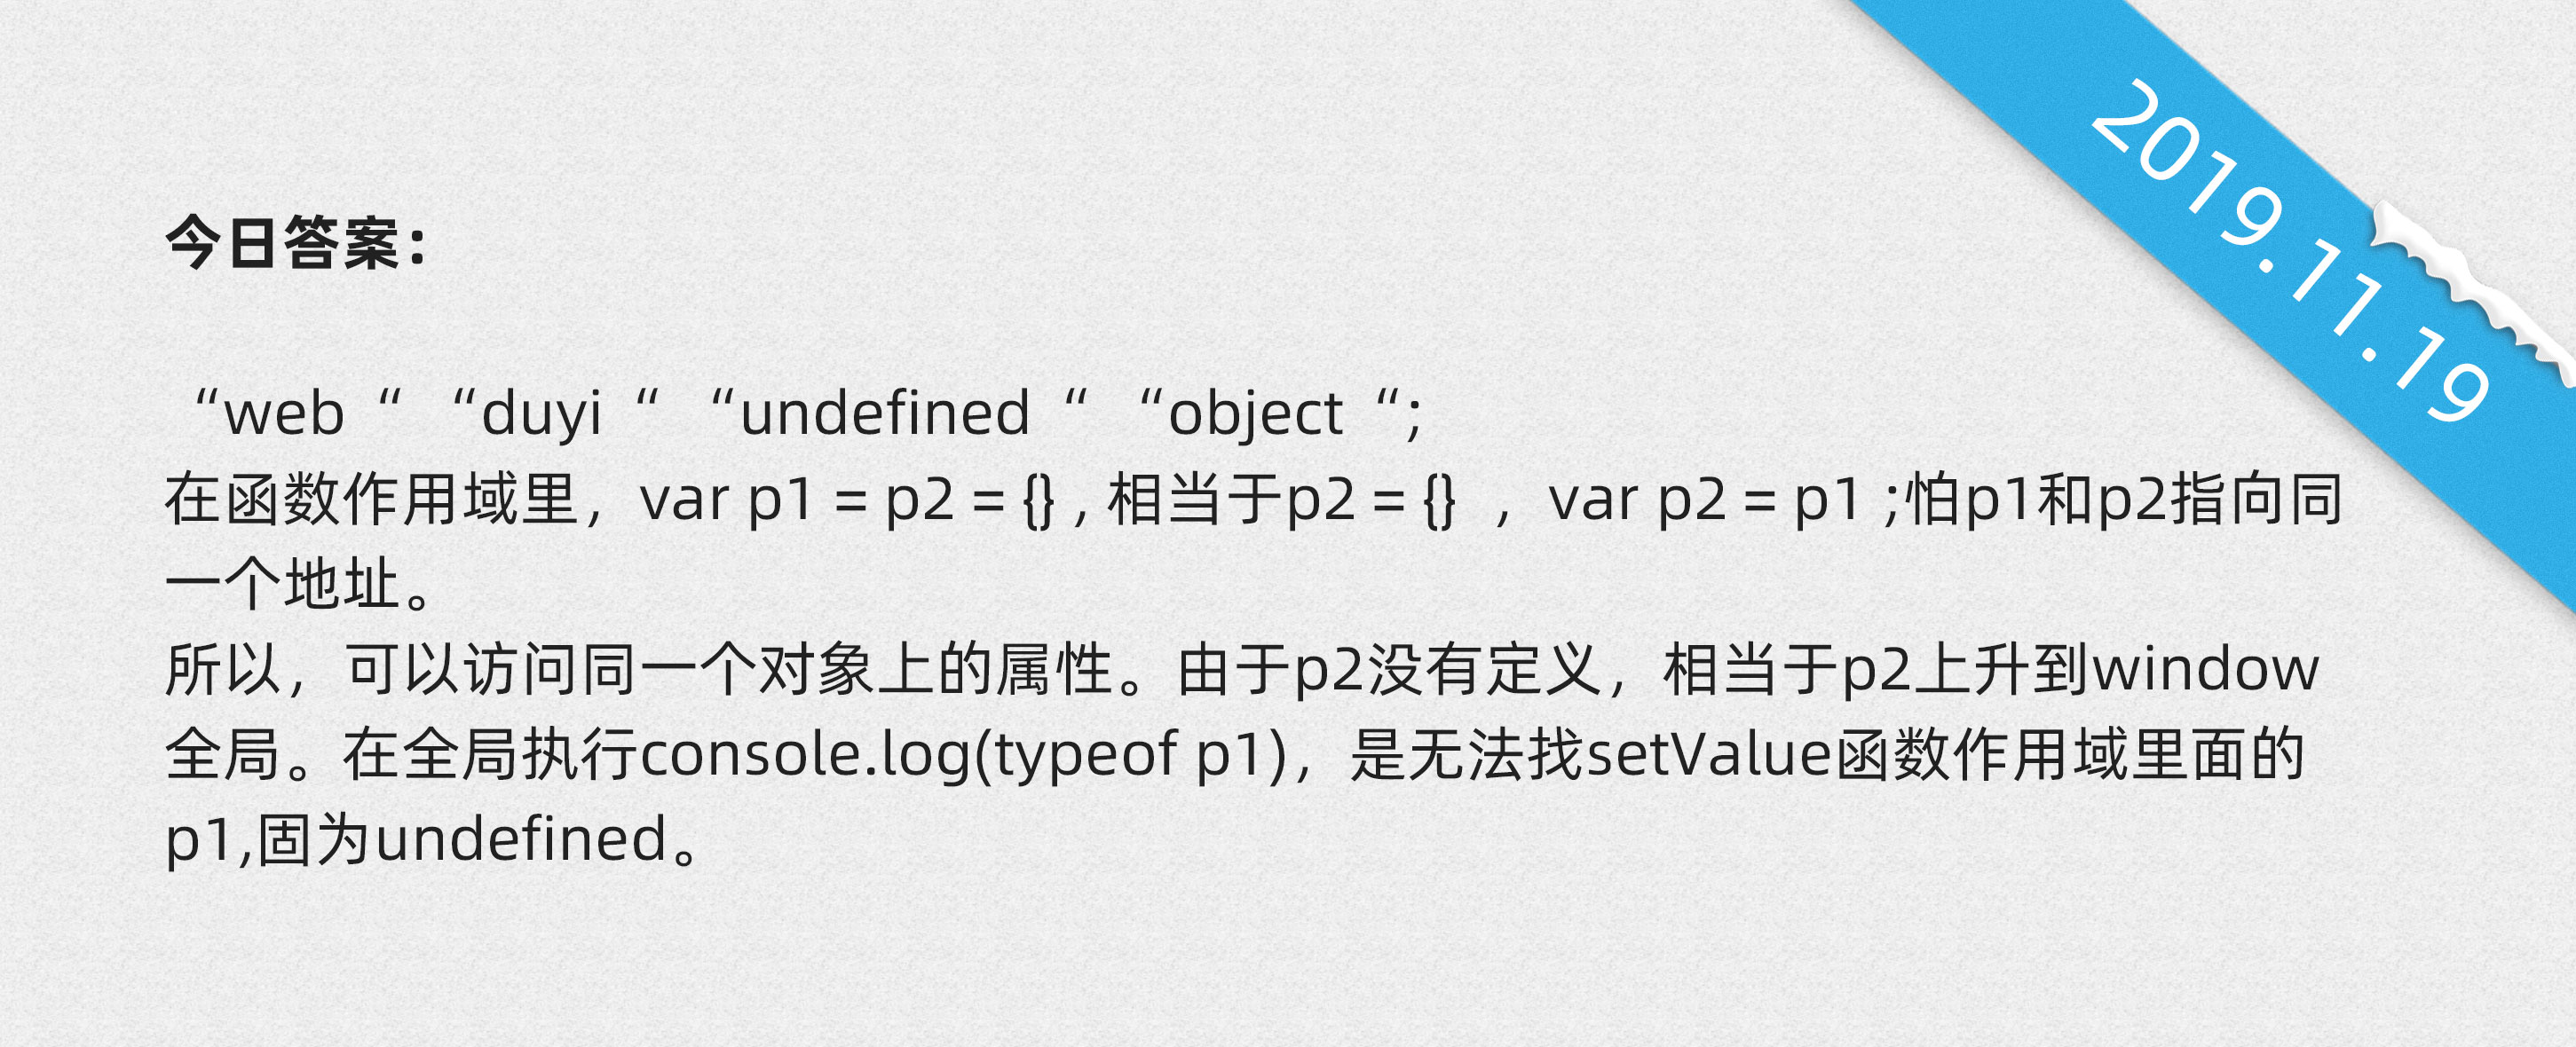 2019.11.19
今日答案：
“web “ “duyi “ “undefined “ “object “;
在函数作用域里，var p1 = p2 = {} , 相当于p2 = {} ，var p2 = p1 ;怕p1和p2指向同
一个地址。
所以，可以访问同一个对象上的属性。由于p2没有定义，相当于p2上升到window
全局。在全局执行console.log(typeof p1)，是无法找setValue函数作用域里面的
p1,固为undefined。